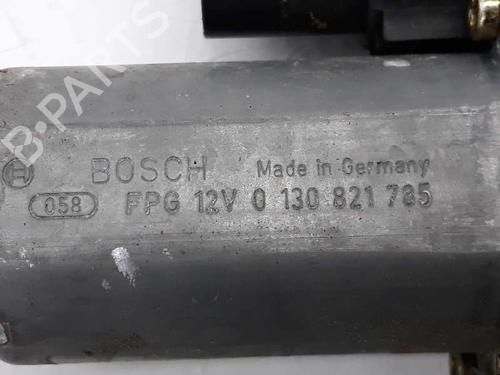 B-PARTS
BOSCH Made in Germany
058 FPG 12V 0 130 821 785